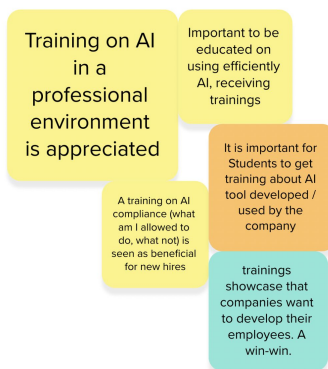 Training on AI
in a
professional
environment
is appreciated
Important to be
educated on
using efficiently
AI, receiving
trainings
It is important for
Students to get
training about AI
tool developed /
used by the
company
A training on AI
compliance (what
am I allowed to
do, what not) is
seen as beneficial
for new hires
trainings
showcase that
companies want
to develop their
employees. A
win-win.